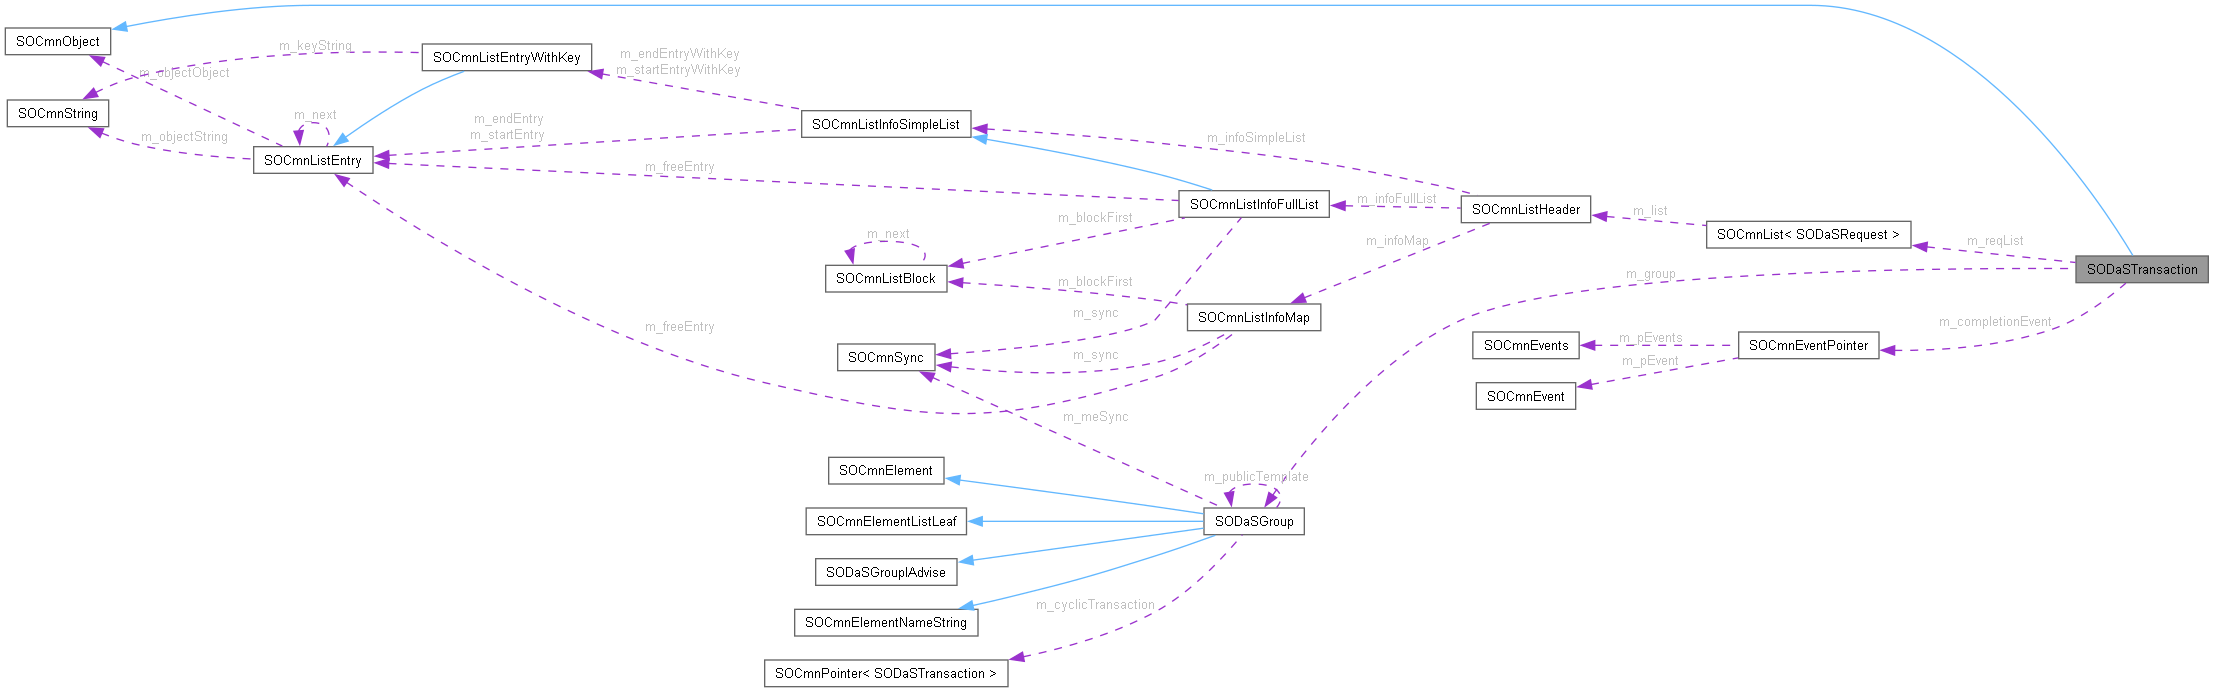 SOCmnObject
m_keyString
SOCmnListEntryWithKey
m_endEntryWithKey
m_startEntryWithKey
m_objectObject
SOCmnString
m_next
m_objectString
SOCmnListEntry
m_endEntry
m_startEntry
SOCmnListInfoSimpleList
m_infoSimpleList
m_freeEntry
SOCmnListInfoFullList
m_infoFullList
SOCmnListHeader
m_list
SOCmnList< SODaSRequest >
m_reqList
SODaSTransaction
m_blockFirst
m_next
SOCmnListBlock
m_infoMap
m_blockFirst
m_group
m_sync
SOCmnListInfoMap
m_freeEntry
SOCmnSync
m_sync
m_completionEvent
SOCmnEvents
m_pEvents
SOCmnEventPointer
m_pEvent
SOCmnEvent
m_meSync
SOCmnElement
m_publicTemplate
SOCmnElementListLeaf
SODaSGroup
SODaSGroupIAdvise
m_cyclicTransaction
SOCmnElementNameString
SOCmnPointer< SODaSTransaction >